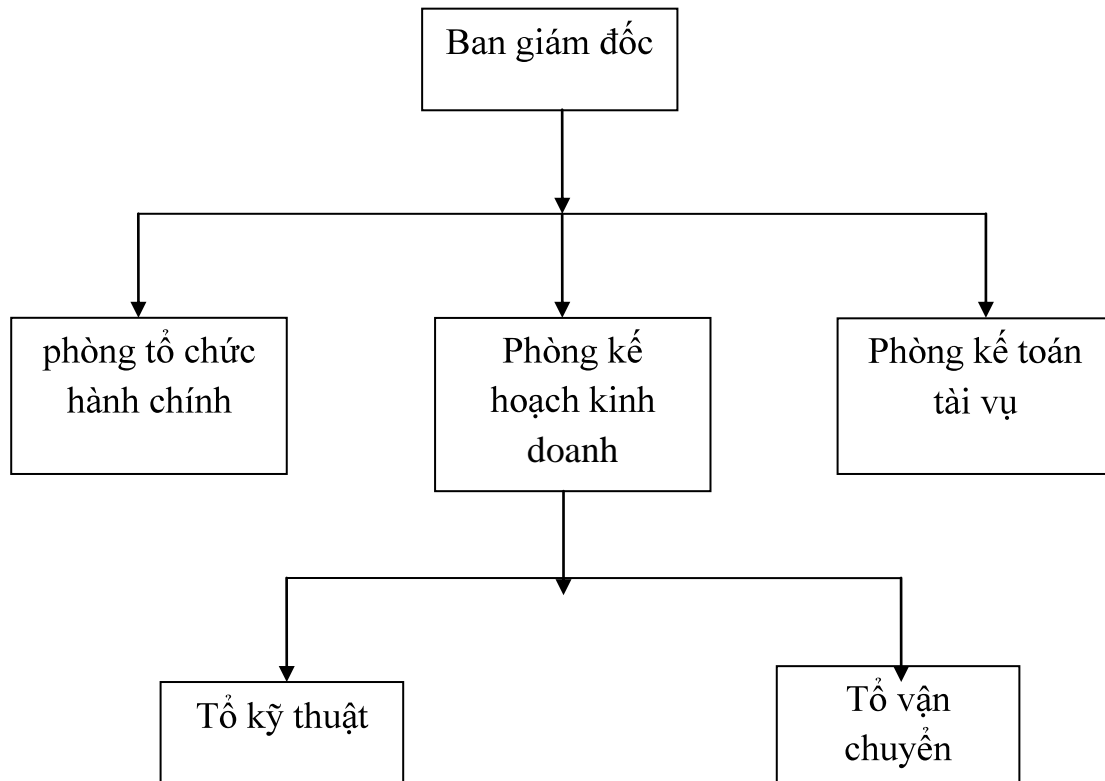 Ban giám đốc
phòng tổ chức
hành chính
Phòng kế
hoạch kinh
doanh
Phòng kế toán
tài vụ
Tổ kỹ thuật
Tổ vận
chuyển